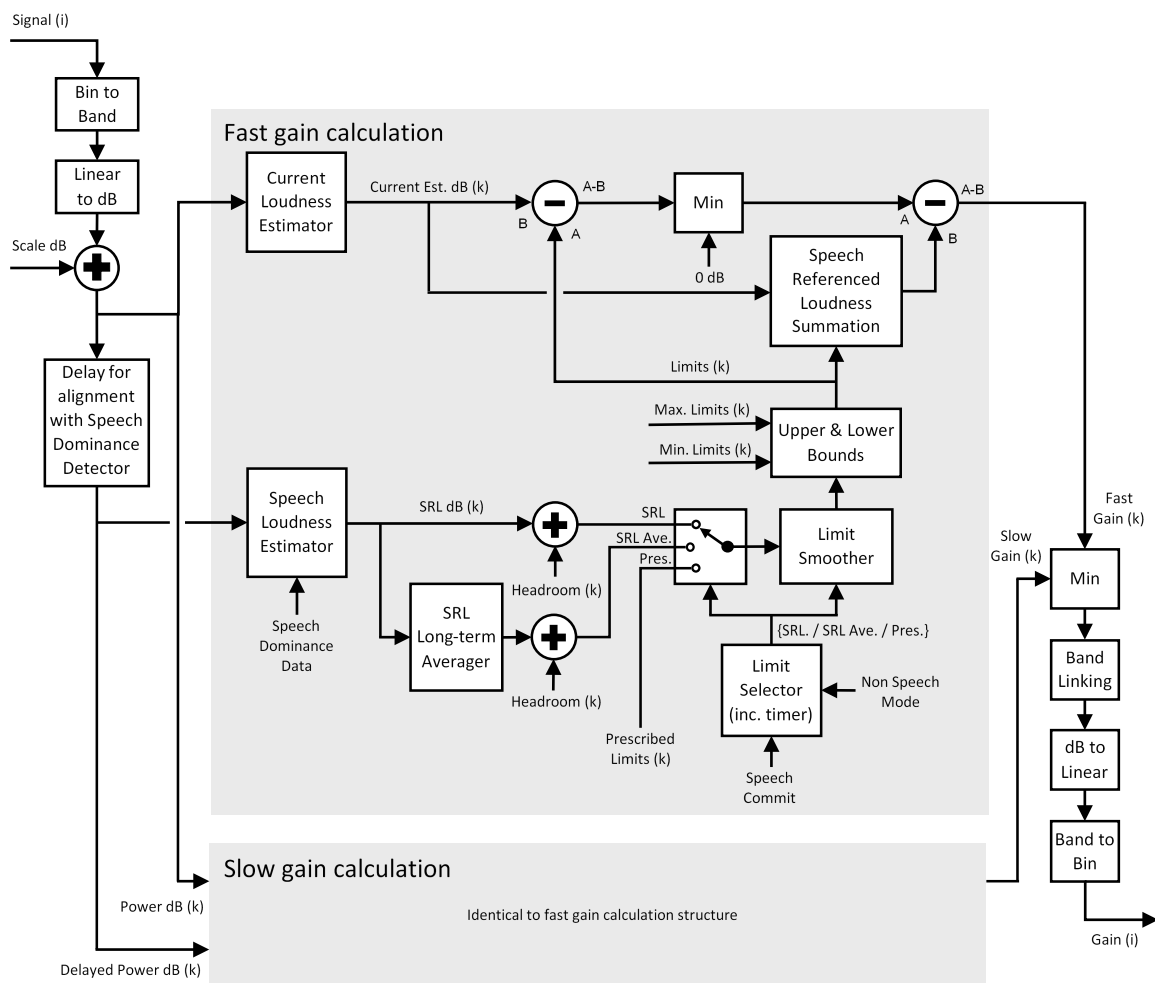 Signal (i)
Bin to
Band
Linear
to dB
Scale dB
Delay for
alignment
with Speech
Dominance
Detector
Fast gain calculation
Current
Loudness
Estimator
Current Est. dB (k)
B
A
A-B
Min
0 dB
A
B
A-B
Speech
Referenced
Loudness
Summation
Limits (k)
Max. Limits (k)
Min. Limits (k)
Upper & Lower
Bounds
Speech
Loudness
Estimator
Speech
Dominance
Data
SRL dB (k)
Headroom (k)
SRL
Long-term
Averager
Headroom (k)
SRL
SRL Ave.
Pres.
Prescribed
Limits (k)
Limit
Smoother
{SRL. / SRL Ave. / Pres.}
Limit
Selector
(inc. timer)
Non Speech
Mode
Speech
Commit
Fast
Gain (k)
Slow
Gain (k)
Min
Band
Linking
dB to
Linear
Band to
Bin
Gain (i)
Slow gain calculation
Identical to fast gain calculation structure
Power dB (k)
Delayed Power dB (k)